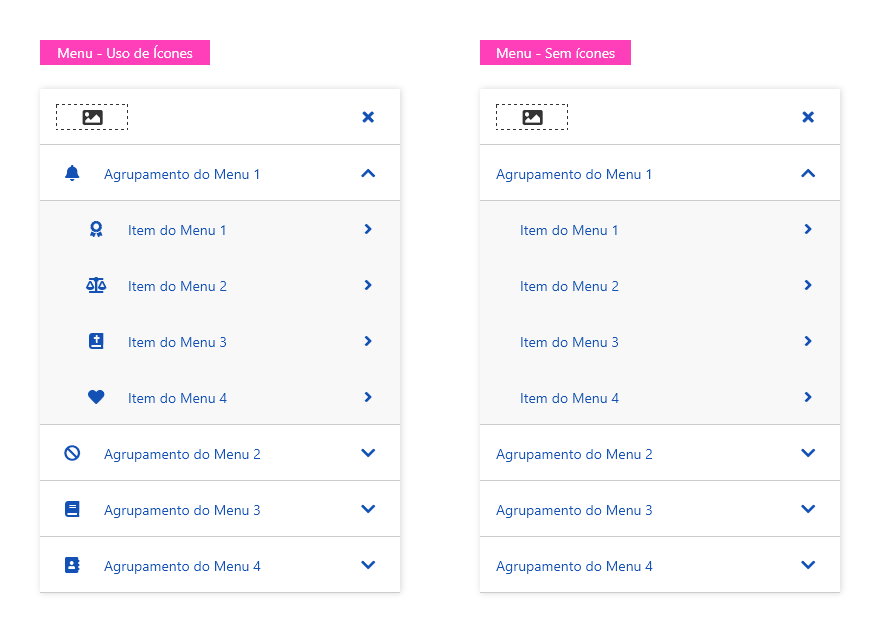 Menu - Uso de Ícones
Agrupamento do Menu 1
Item do Menu 1
Item do Menu 2
Item do Menu 3
Item do Menu 4
Agrupamento do Menu 2
Agrupamento do Menu 3
Agrupamento do Menu 4
Menu - Sem ícones
Agrupamento do Menu 1
Item do Menu 1
Item do Menu 2
Item do Menu 3
Item do Menu 4
Agrupamento do Menu 2
Agrupamento do Menu 3
Agrupamento do Menu 4